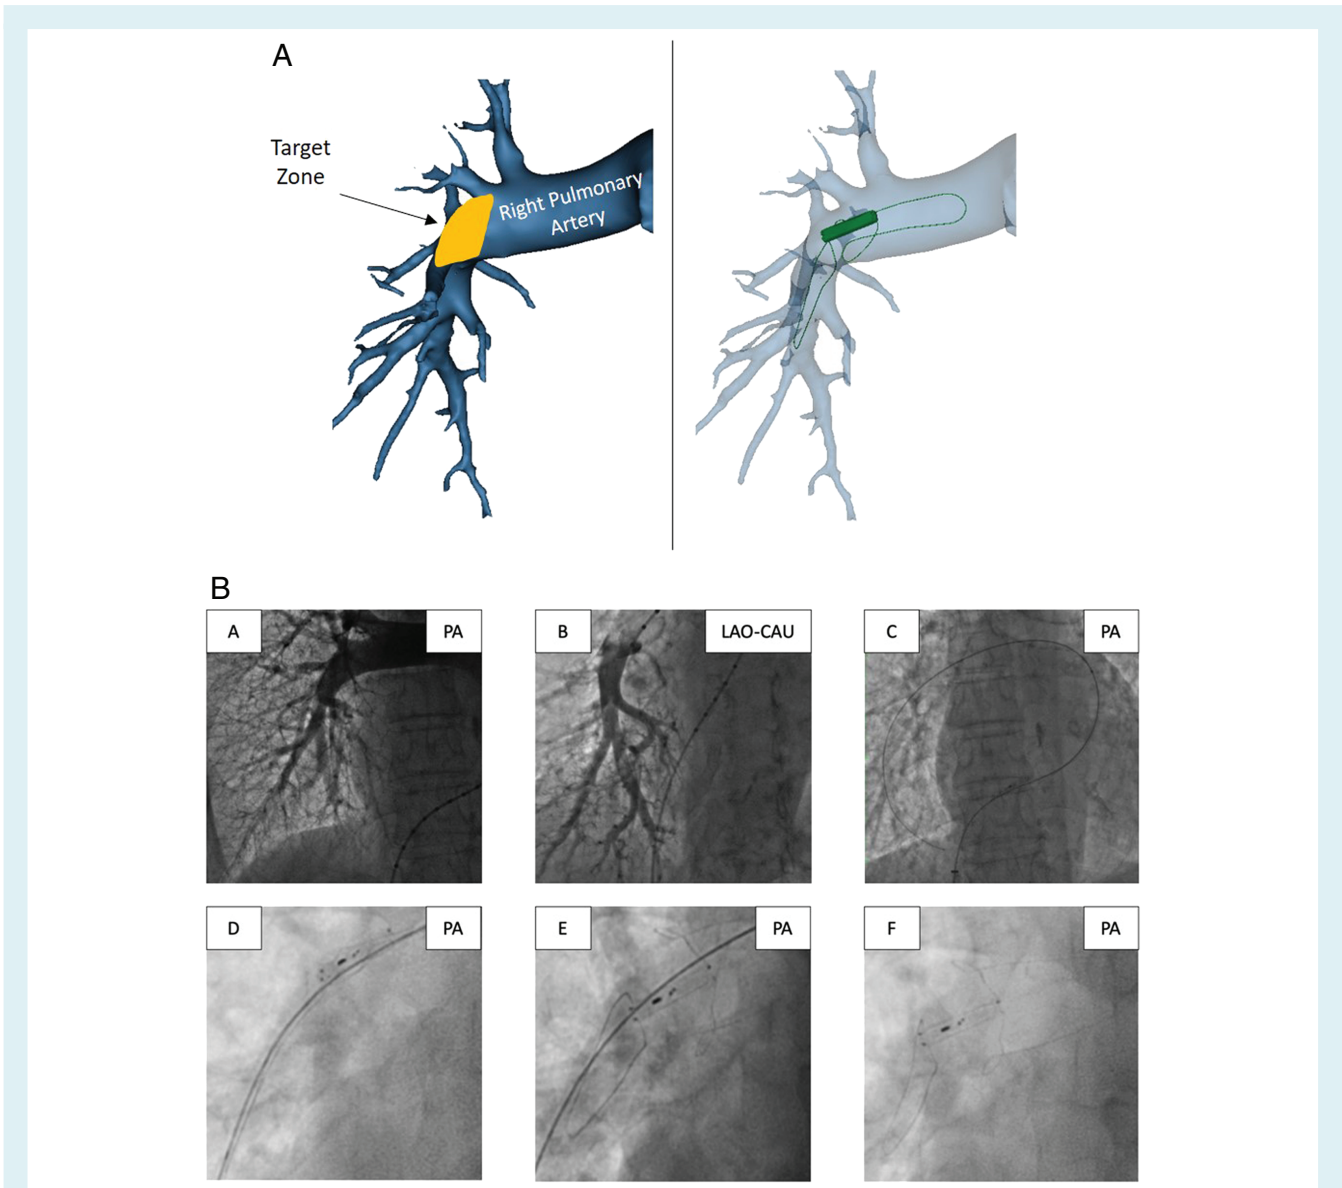 A
Target
Zone
Right Pulmonary
Artery
B
A PA
B LAO-CAU
C PA
D PA
E PA
F PA